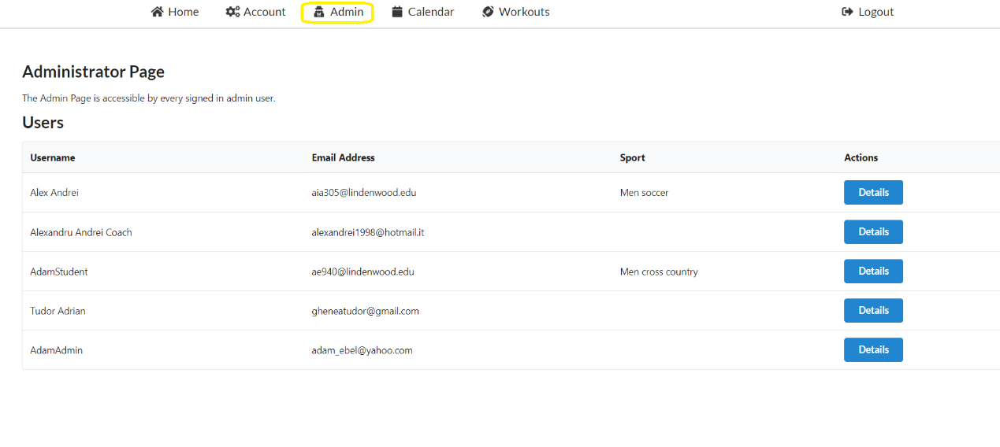 Home Account Admin Calendar Workouts Logout
Administrator Page
The Admin Page is accessible by every signed in admin user.
Users
Username Email Address Sport Actions
Alex Andrei aia305@lindenwood.edu Men soccer Details
Alexandru Andrei Coach alexandrei1998@hotmail.it Details
AdamStudent ae940@lindenwood.edu Men cross country Details
Tudor Adrian gheneatudor@gmail.com Details
AdamAdmin adam_ebel@yahoo.com Details